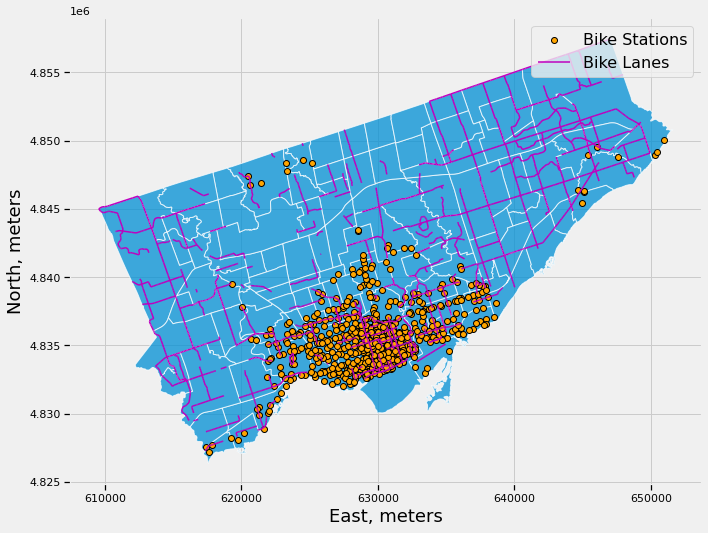 1e6
Bike Stations
Bike Lanes
4.855
4.850
4.845
4.840
4.835
4.830
4.825
North, meters
610000 620000 630000 640000 650000
East, meters